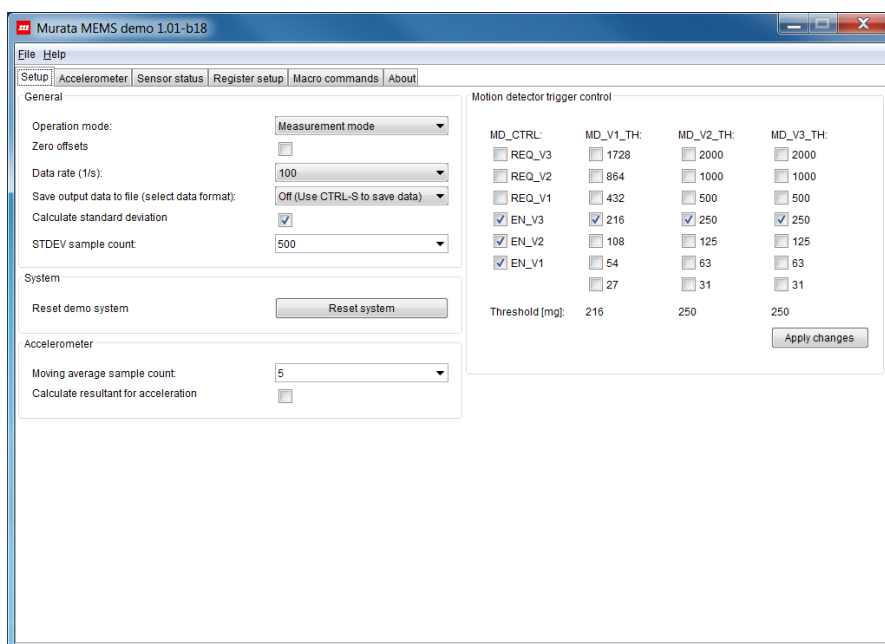 Murata MEMS demo 1.01-b18
File Help
Setup Accelerometer Sensor status Register setup Macro commands About
General
Operation mode: Measurement mode
Zero offsets
Data rate (1/s): 100
Save output data to file (select data format): Off (Use CTRL-S to save data)
Calculate standard deviation
STDEV sample count: 500
System
Reset demo system Reset system
Accelerometer
Moving average sample count: 5
Calculate resultant for acceleration
Motion detector trigger control
MD_CTRL: MD_V1_TH: MD_V2_TH: MD_V3_TH:
REQ_V3 1728 2000 2000
REQ_V2 864 1000 1000
REQ_V1 432 500 500
EN_V3 216 250 250
EN_V2 108 125 125
EN_V1 54 63 63
27 31 31
Threshold [mg]: 216 250 250
Apply changes